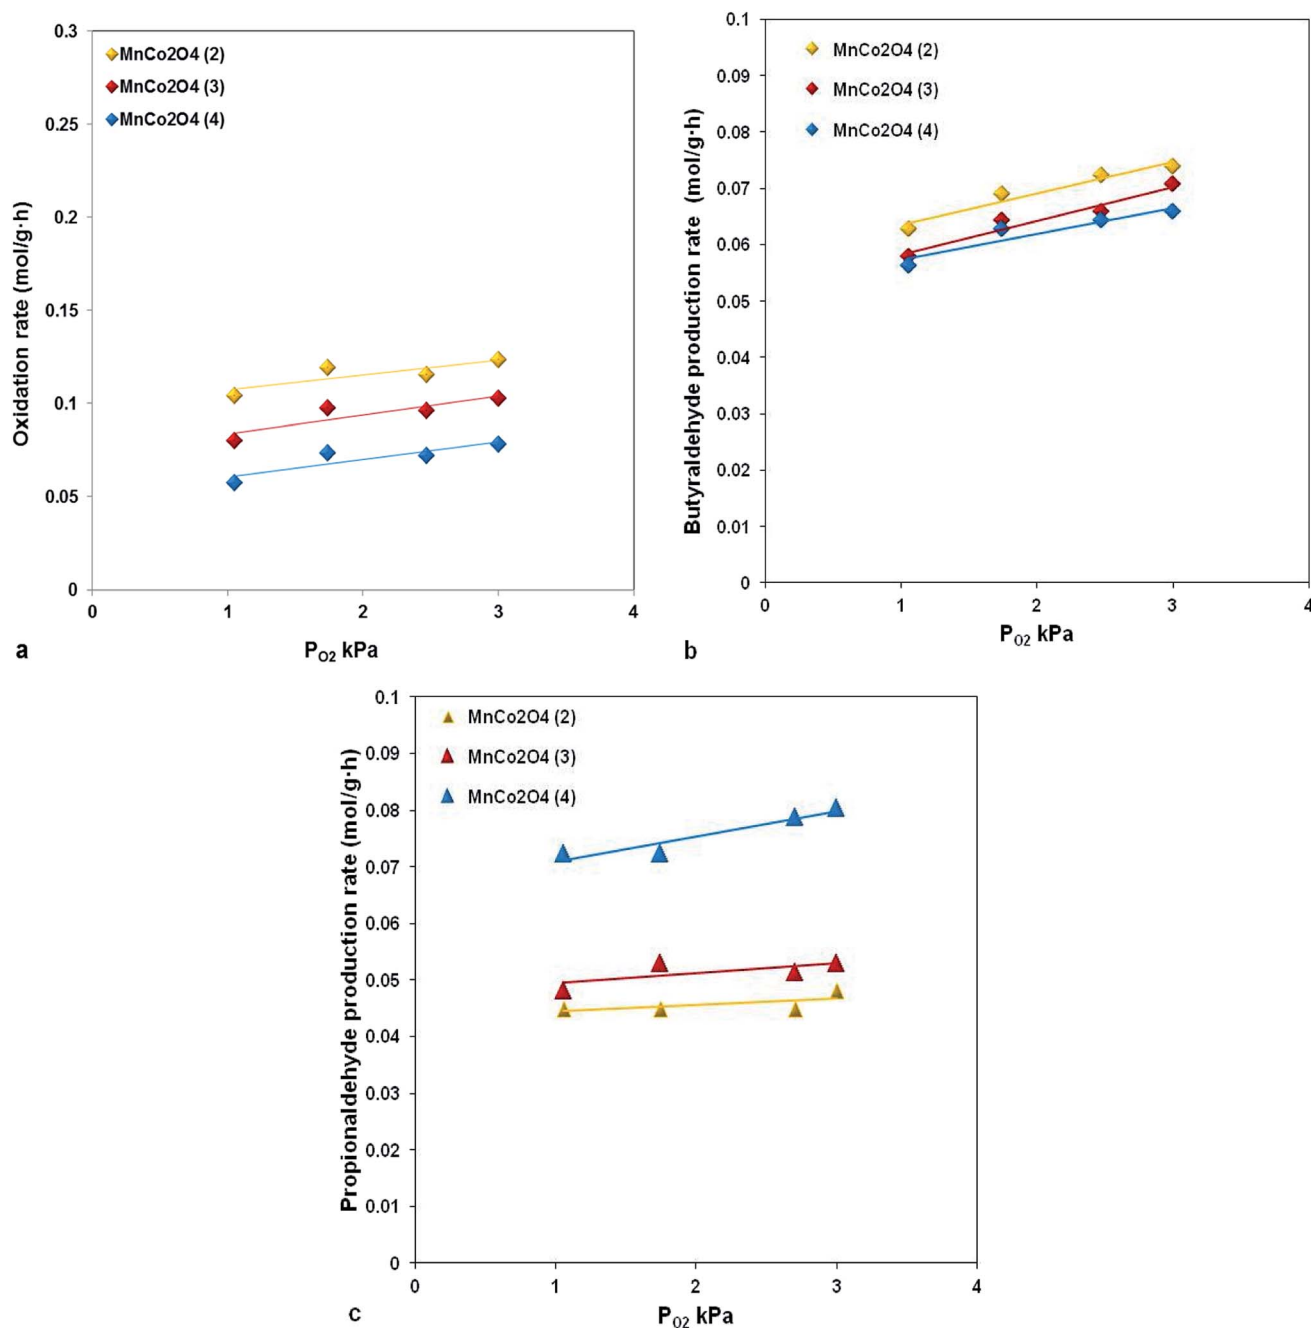 0.3
MnCo2O4 (2)
MnCo2O4 (3)
MnCo2O4 (4)
0.25
0.2
0.15
0.1
0.05
0
0 1 2 3 4
Oxidation rate (mol/g·h)
P_O2 kPa
a
0.1
MnCo2O4 (2)
0.09
MnCo2O4 (3)
0.08
MnCo2O4 (4)
0.07
0.06
0.05
0.04
0.03
0.02
0.01
0
0 1 2 3 4
Butyraldehyde production rate (mol/g·h)
P_O2 kPa
b
0.1
MnCo2O4 (2)
0.09
MnCo2O4 (3)
MnCo2O4 (4)
0.08
0.07
0.06
0.05
0.04
0.03
0.02
0.01
0
0 1 2 3 4
Propionaldehyde production rate (mol/g·h)
P_O2 kPa
c